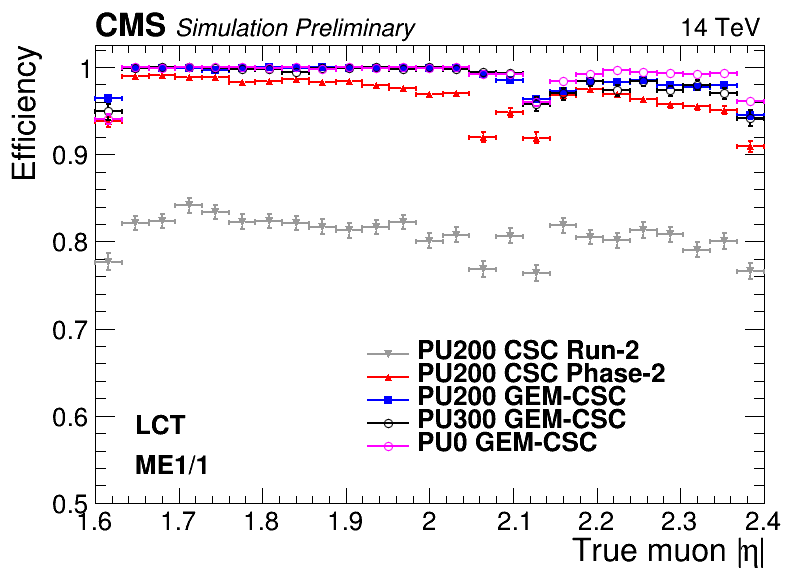 CMS Simulation Preliminary 14 TeV
Efficiency
1
0.9
0.8
0.7
0.6
0.5
PU200 CSC Run-2
PU200 CSC Phase-2
PU200 GEM-CSC
PU300 GEM-CSC
PU0 GEM-CSC
LCT
ME1/1
1.6 1.7 1.8 1.9 2 2.1 2.2 2.3 2.4
True muon |η|